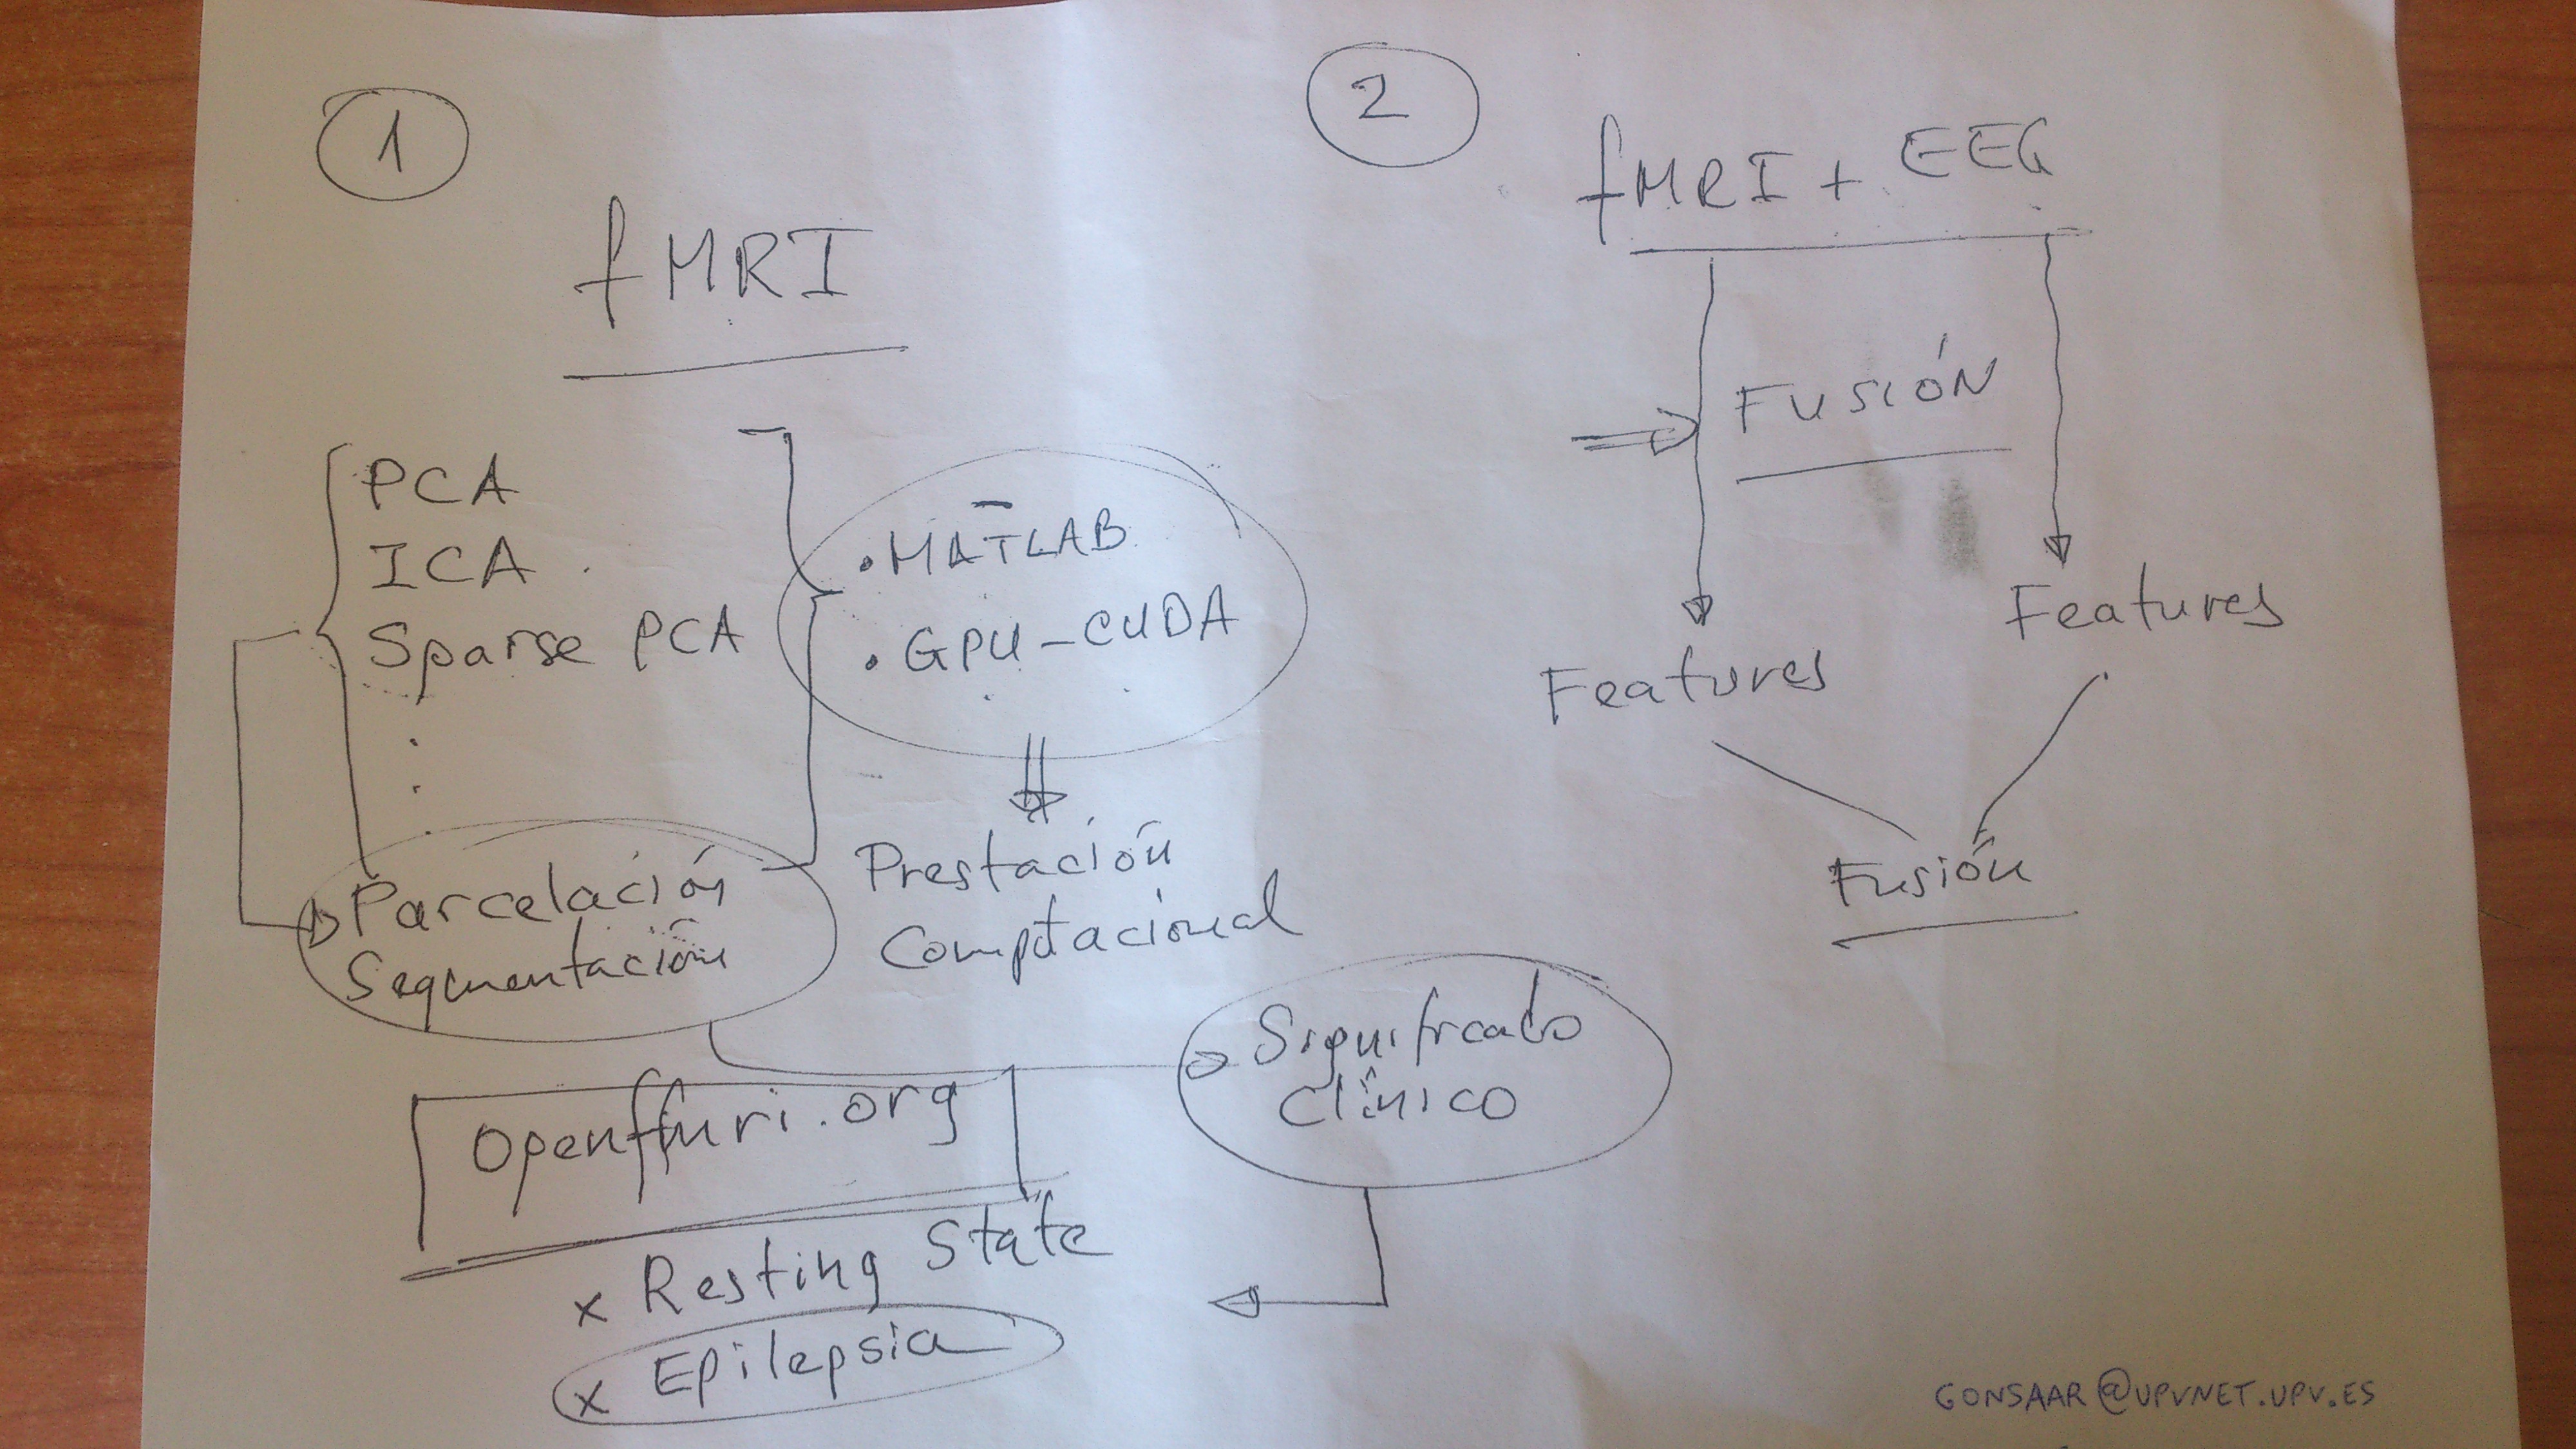 1
fMRI
PCA
ICA
Sparse PCA
Parcelación
Segmentación
• MATLAB
• GPU-CUDA
Prestación
Computacional
Significado
Clínico
Openffmri.org
x Resting State
x Epilepsia
2
fMRI + EEG
FUSIÓN
Features
Features
Fusión
GONSAAR@UPVNET.UPV.ES